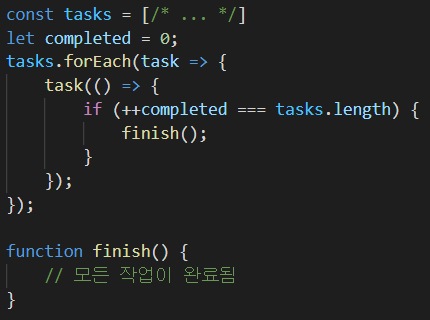 const tasks = [/* ... */]
let completed = 0;
tasks.forEach(task => {
    task(() => {
        if (++completed === tasks.length) {
            finish();
        }
    });
});

function finish() {
    // 모든 작업이 완료됨
}